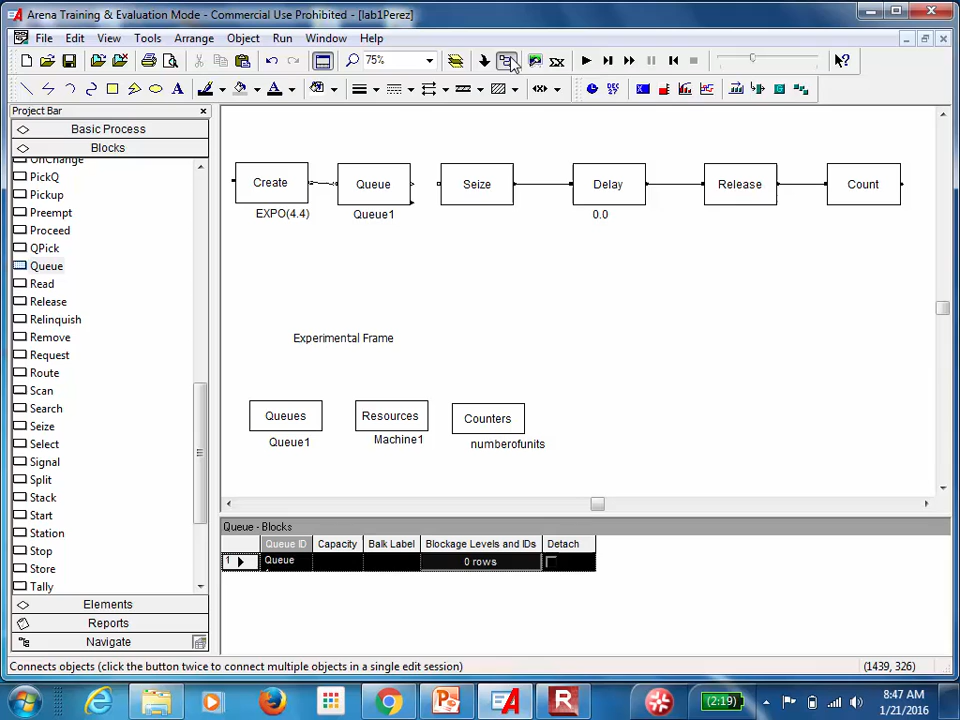 Arena Training & Evaluation Mode - Commercial Use Prohibited - [lab1Perez]
File Edit View Tools Arrange Object Run Window Help
75%
Project Bar
Basic Process
Blocks
OnChange
PickQ
Pickup
Preempt
Proceed
QPick
Queue
Read
Release
Relinquish
Remove
Request
Route
Scan
Search
Seize
Select
Signal
Split
Stack
Start
Station
Stop
Store
Tally
Elements
Reports
Navigate
Create Queue Seize Delay Release Count
EXPO(4.4) Queue1 0.0
Experimental Frame
Queues Resources Counters
Queue1 Machine1 numberofunits
Queue - Blocks
Queue ID Capacity Balk Label Blockage Levels and IDs Detach
1 Queue 0 rows
Connects objects (click the button twice to connect multiple objects in a single edit session) (1439, 326)
(2:19)
8:47 AM
1/21/2016